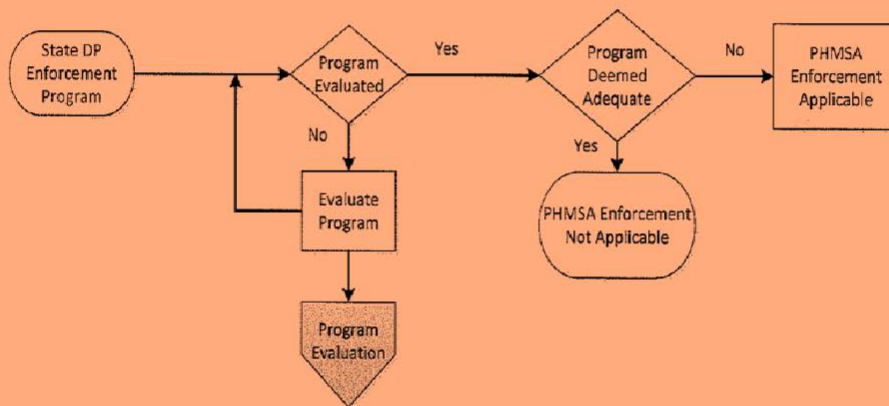 State DP
Enforcement
Program
Program
Evaluated
Yes
Program
Deemed
Adequate
No
PHMSA
Enforcement
Applicable
No
Yes
Evaluate
Program
PHMSA Enforcement
Not Applicable
Program
Evaluation